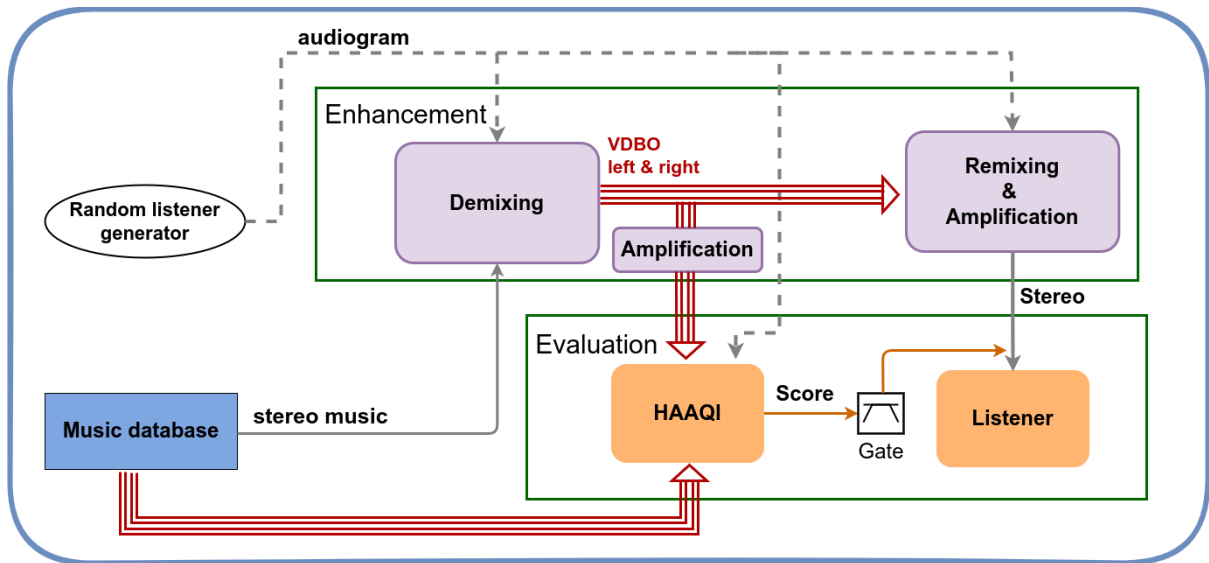 audiogram
Enhancement
VDBO
left & right
Demixing
Remixing
&
Amplification
Random listener
generator
Amplification
Stereo
Evaluation
Music database
stereo music
HAAQI
Score
Gate
Listener